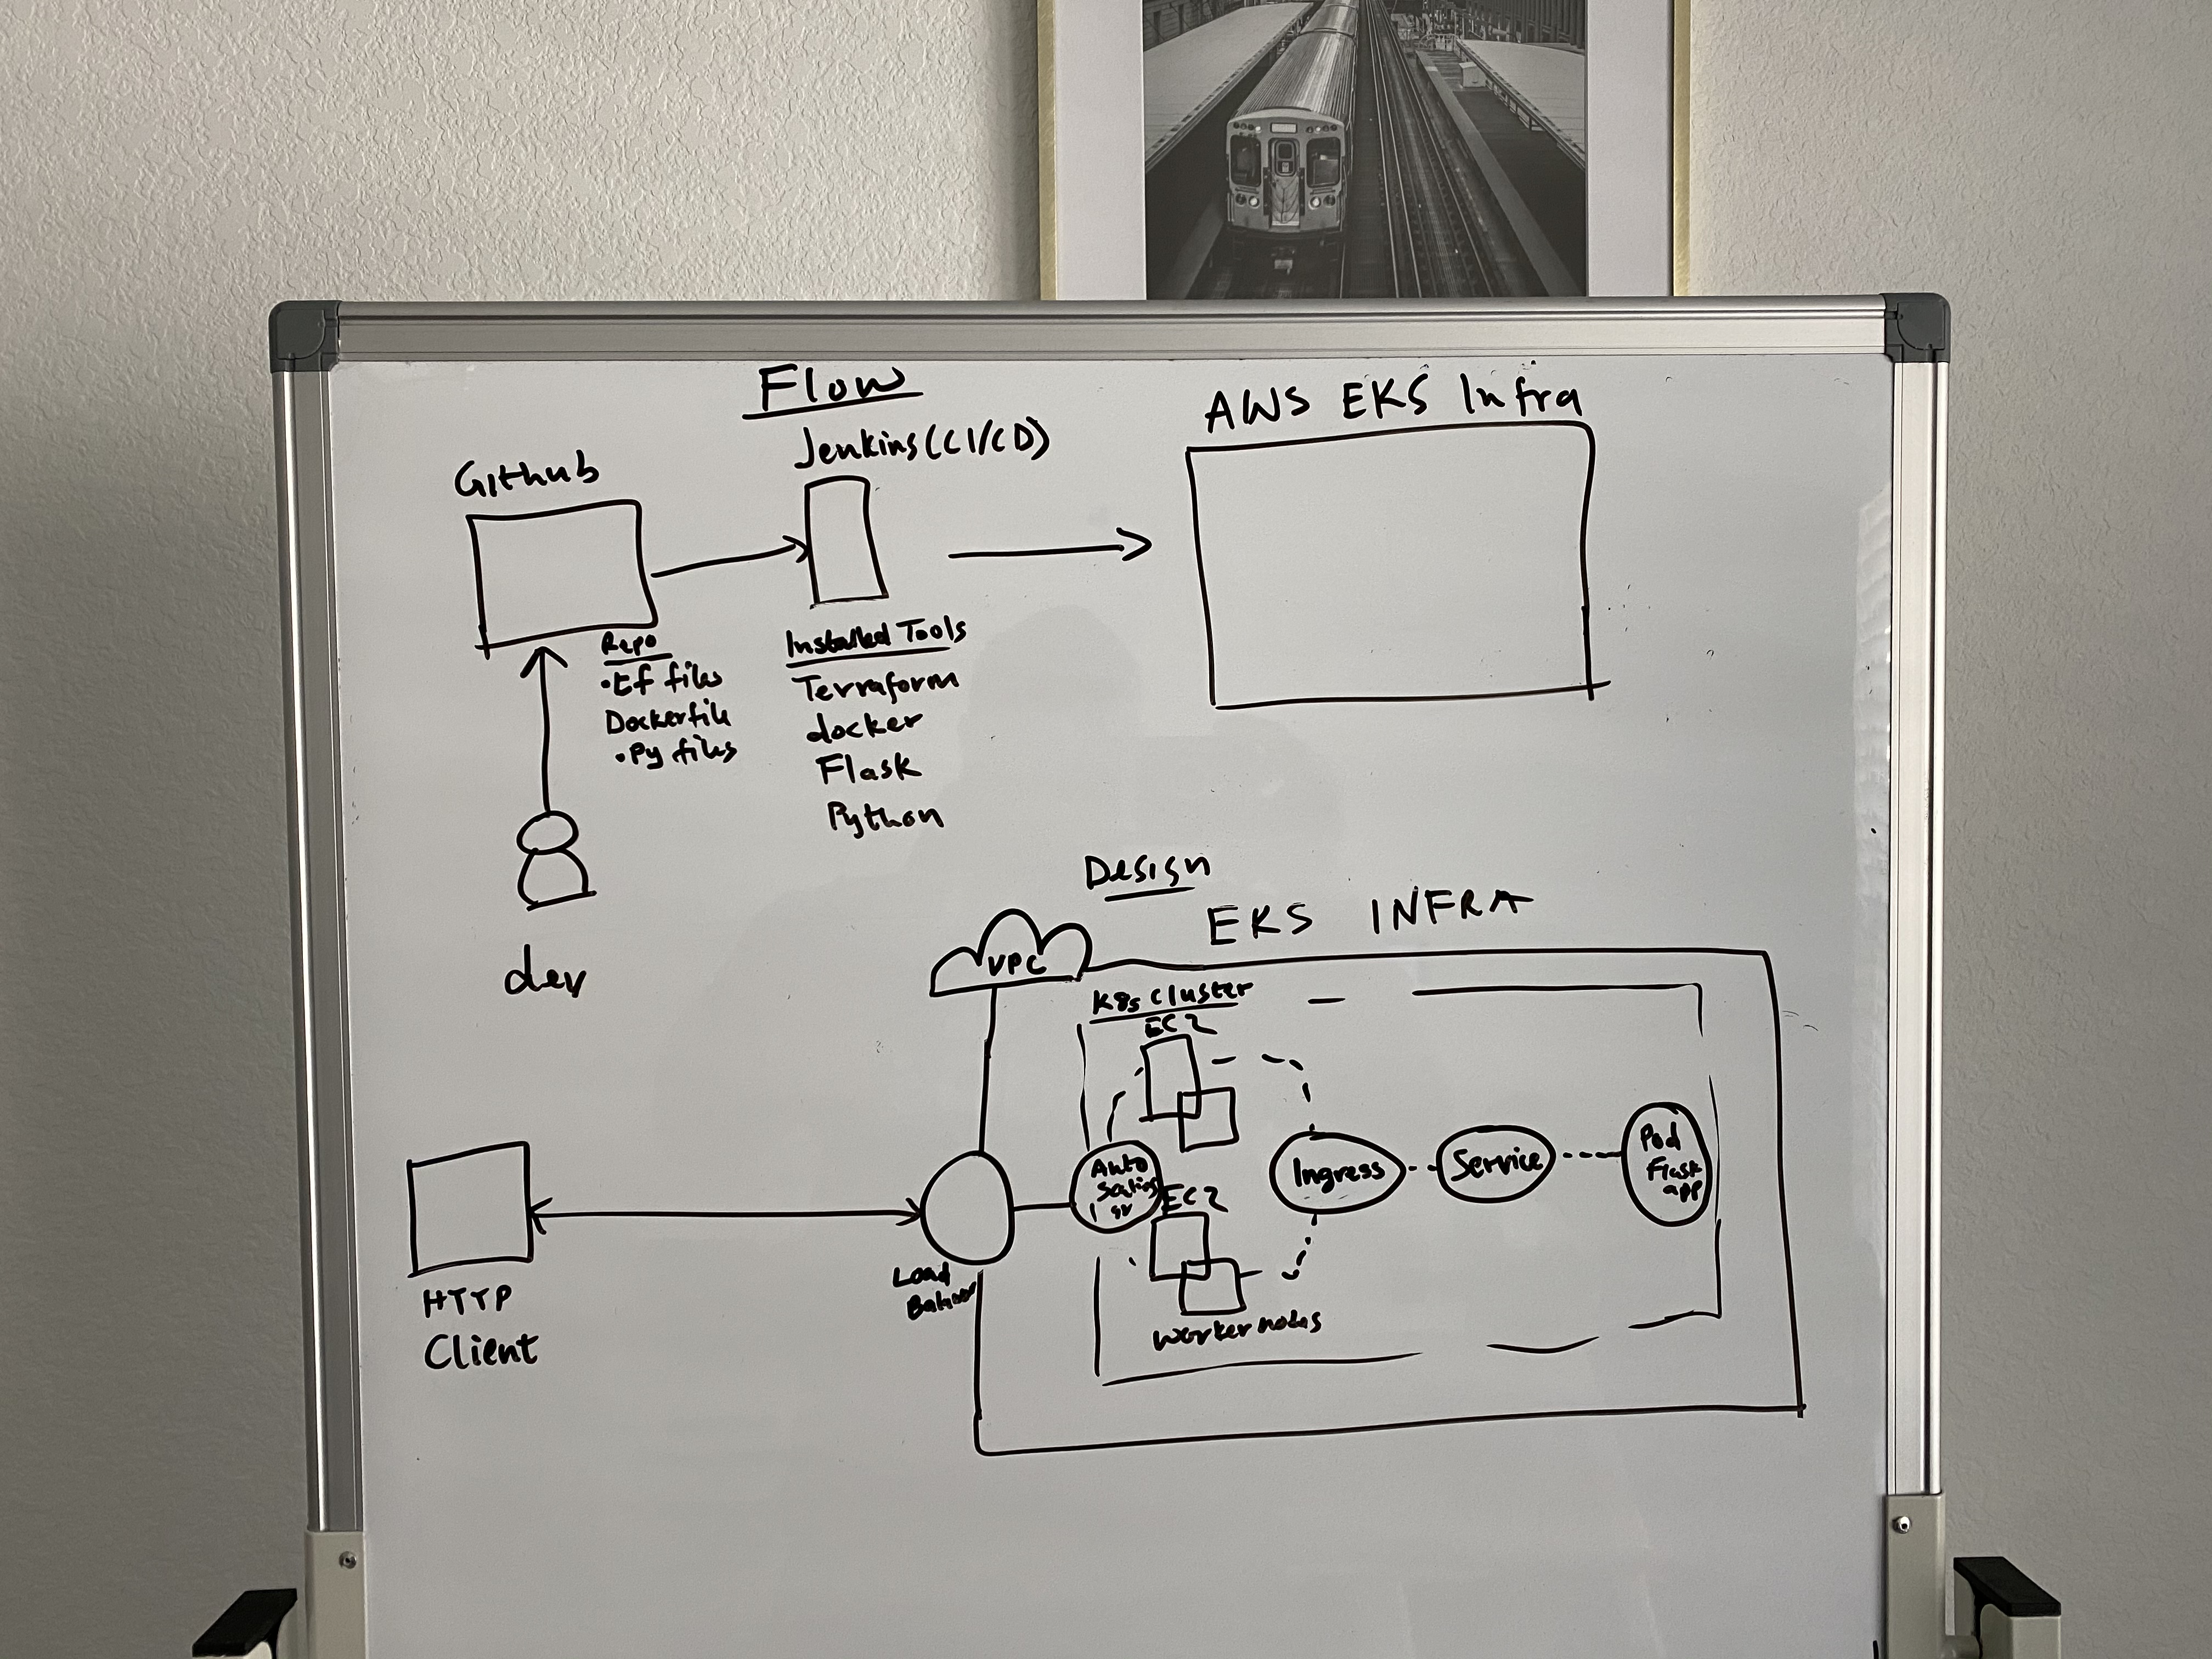 Flow
AWS EKS Infra
Jenkins (CI/CD)
Github
Repo
.tf files
Dockerfile
.Py files
Installed Tools
Terraform
docker
Flask
Python
dev
Design
EKS INFRA
VPC
K8s cluster
EC2
Auto
Ingress
Service
Pod
Flask
app
EC2
Worker nodes
Load
Balancer
HTTP
Client